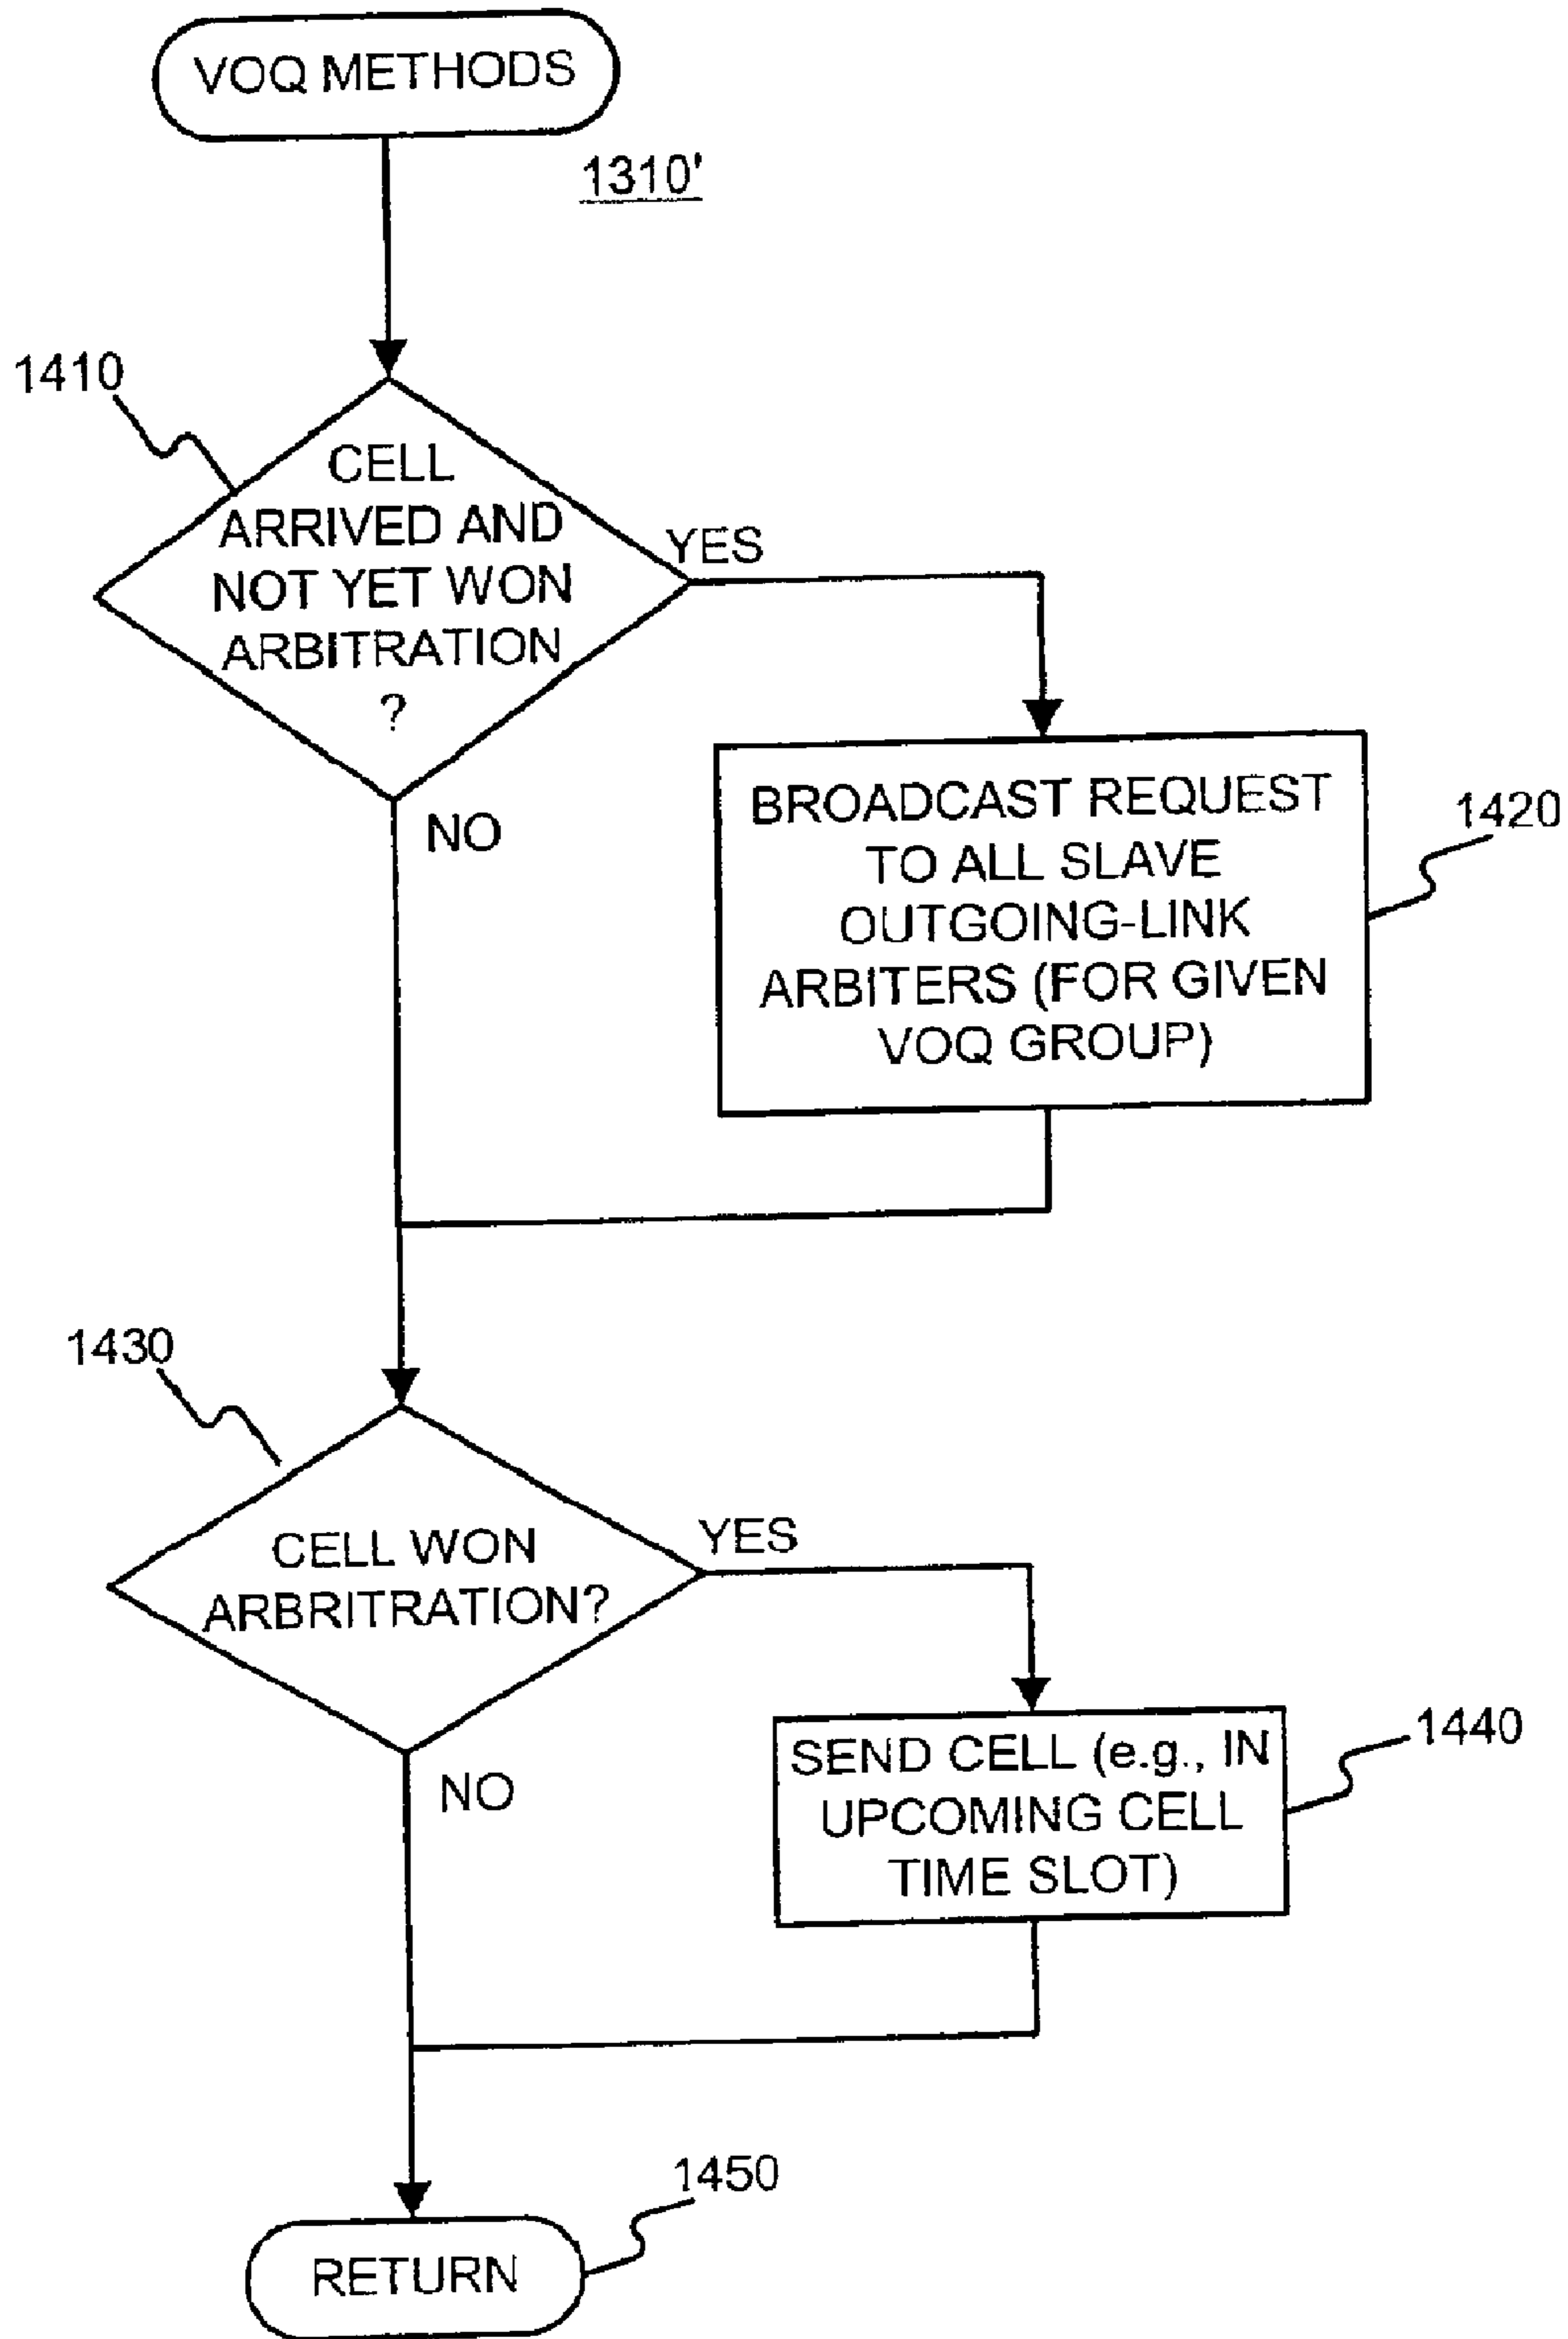 VOQ METHODS
1310'
1410
CELL
ARRIVED AND
NOT YET WON
ARBITRATION
?
YES
NO
BROADCAST REQUEST
TO ALL SLAVE
OUTGOING-LINK
ARBITERS (FOR GIVEN
VOQ GROUP)
1420
1430
CELL WON
ARBRITRATION?
YES
NO
SEND CELL (e.g., IN
UPCOMING CELL
TIME SLOT)
1440
1450
RETURN